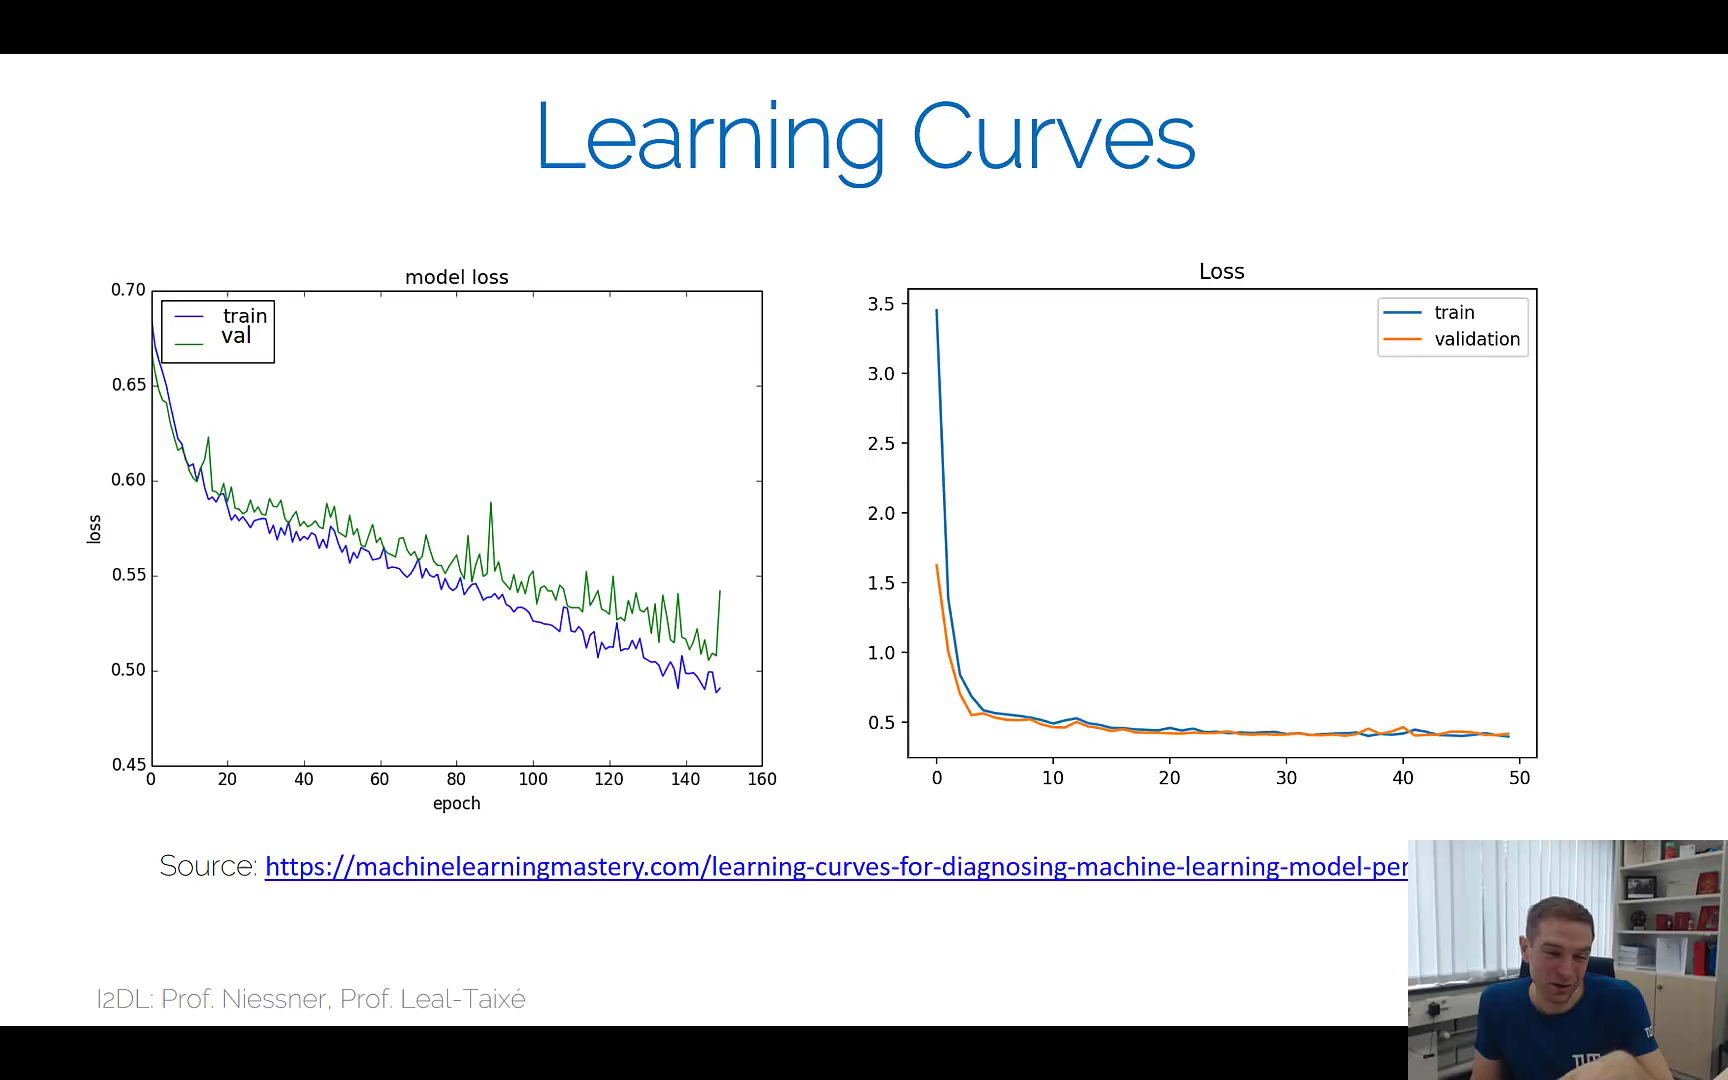 Learning Curves
model loss
0.70
0.65
0.60
0.55
0.50
0.45
loss
train
val
0 20 40 60 80 100 120 140 160
epoch
Loss
3.5
3.0
2.5
2.0
1.5
1.0
0.5
train
validation
0 10 20 30 40 50
Source: https://machinelearningmastery.com/learning-curves-for-diagnosing-machine-learning-model-per
I2DL: Prof. Niessner, Prof. Leal-Taixé